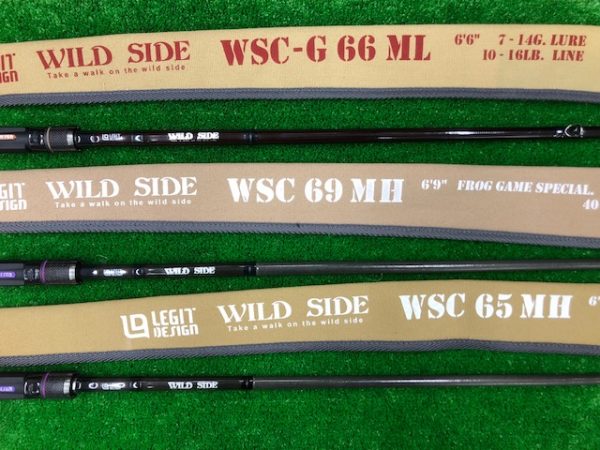 LEGIT DESIGN WILD SIDE WSC-G 66 ML 6'6" 7 - 14G. LURE
Take a walk on the wild side 10 - 16LB. LINE
LEGIT WILD SIDE
LEGIT DESIGN WILD SIDE WSC 69 MH 6'9" FROG GAME SPECIAL.
Take a walk on the wild side 40
WILD SIDE
LEGIT DESIGN WILD SIDE WSC 65 MH 6'
Take a walk on the wild side
WILD SIDE